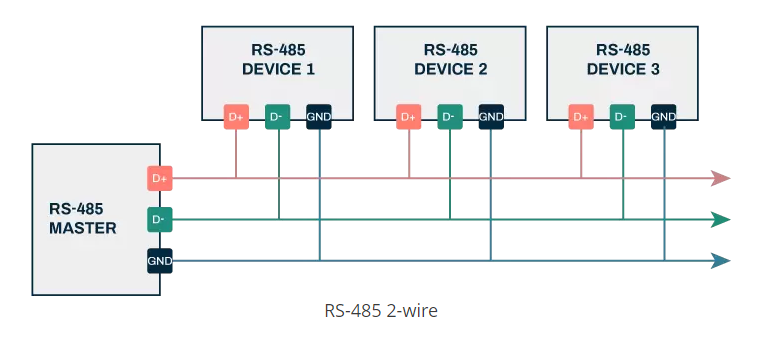 RS-485
DEVICE 1
RS-485
DEVICE 2
RS-485
DEVICE 3
D+
D-
GND
D+
D-
GND
D+
D-
GND
RS-485
MASTER
D+
D-
GND
RS-485 2-wire